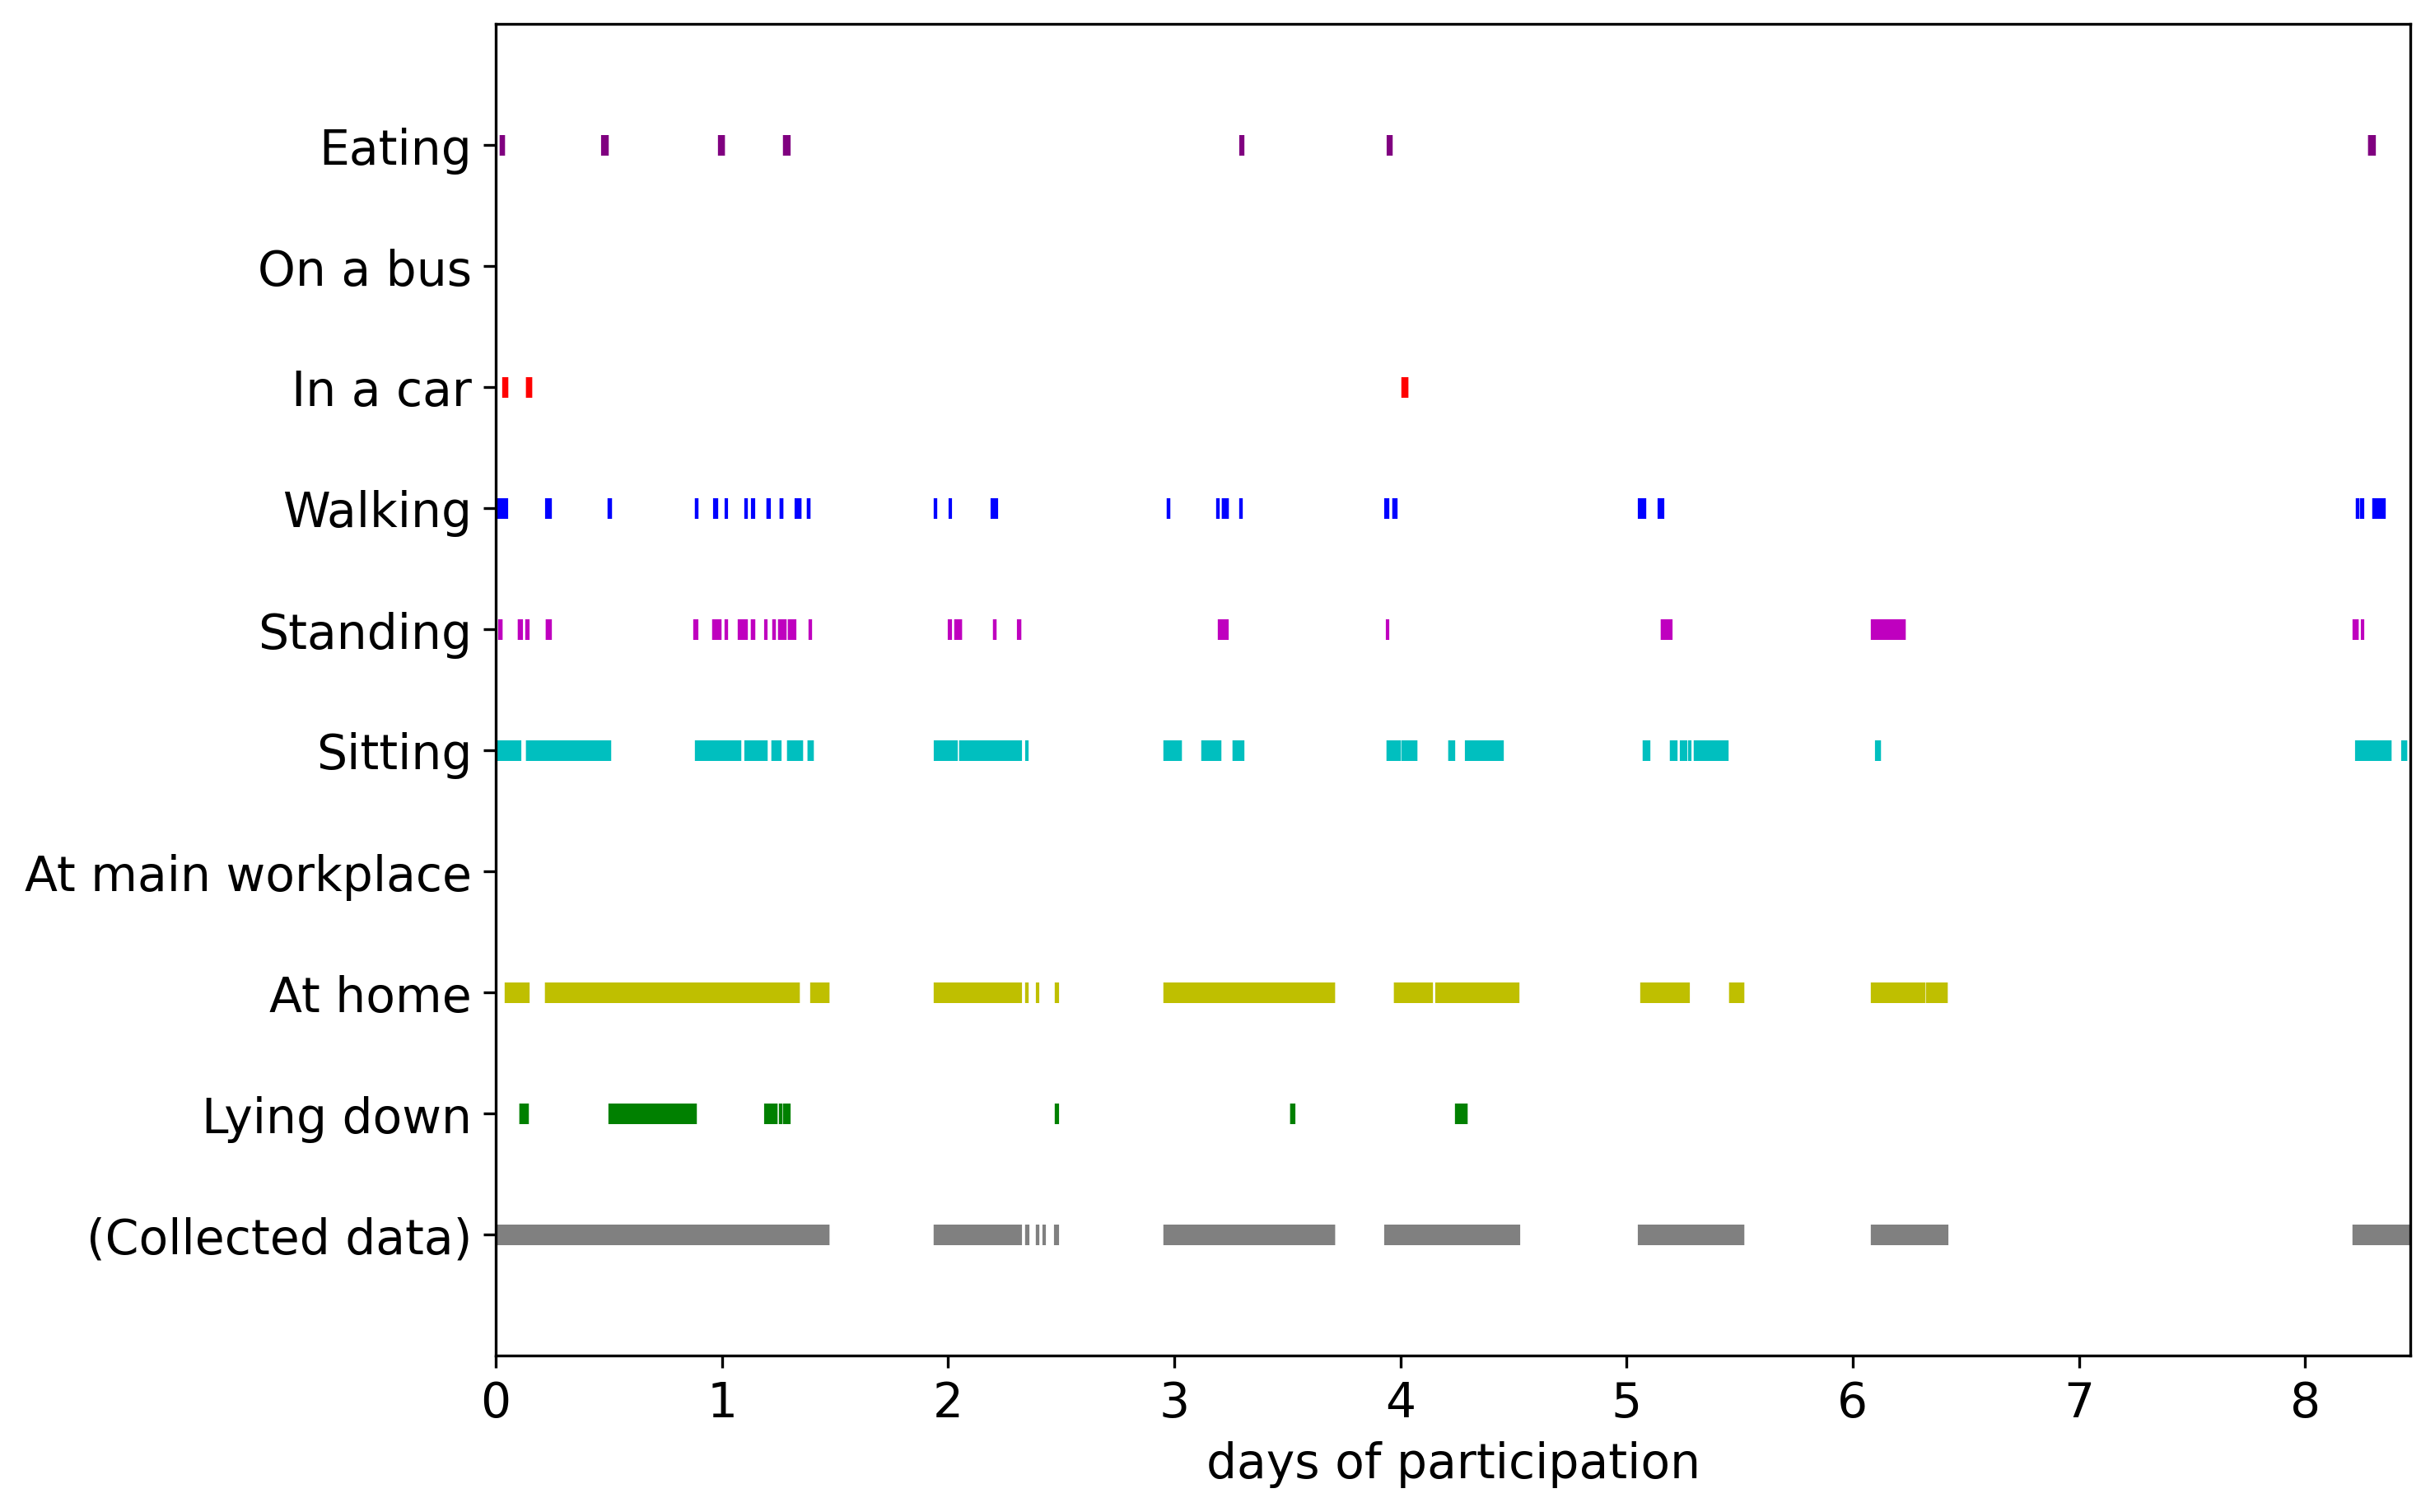 Eating
On a bus
In a car
Walking
Standing
Sitting
At main workplace
At home
Lying down
(Collected data)
0 1 2 3 4 5 6 7 8
days of participation